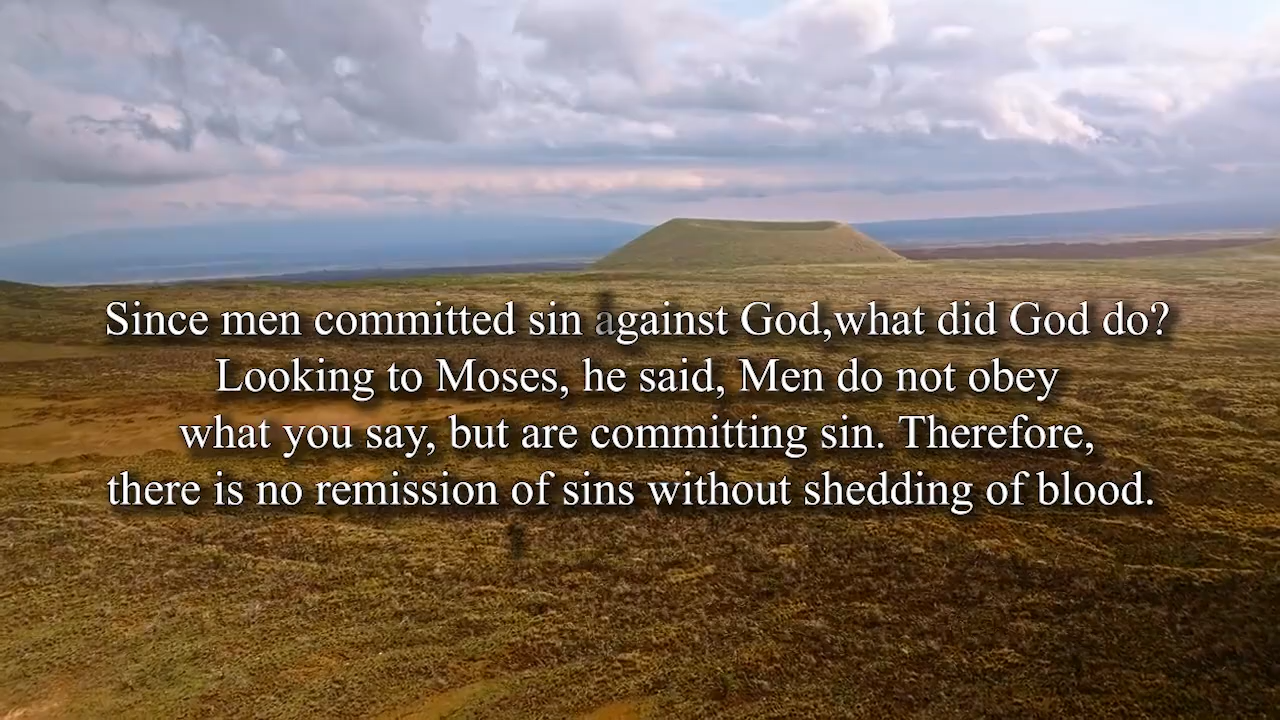 Since men committed sin against God,what did God do?
Looking to Moses, he said, Men do not obey
what you say, but are committing sin. Therefore,
there is no remission of sins without shedding of blood.